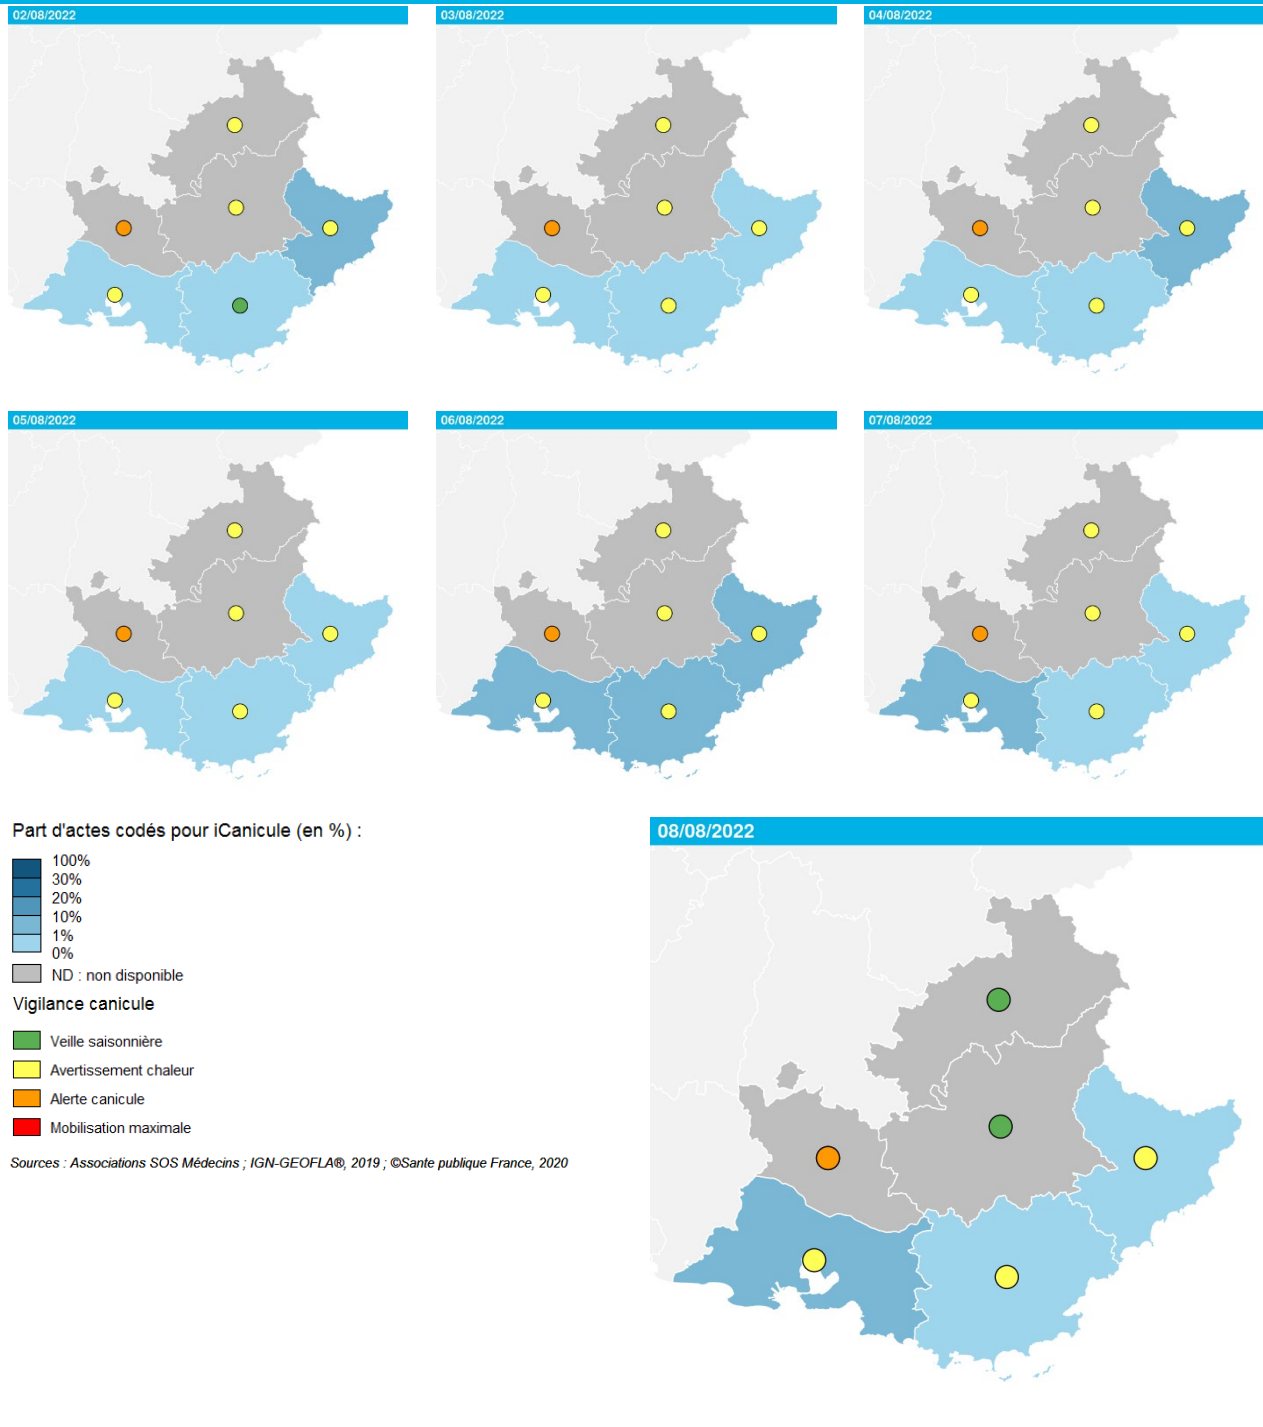 02/08/2022
03/08/2022
04/08/2022
05/08/2022
06/08/2022
07/08/2022
Part d'actes codés pour iCanicule (en %) :
100%
30%
20%
10%
1%
0%
ND : non disponible
Vigilance canicule
Veille saisonnière
Avertissement chaleur
Alerte canicule
Mobilisation maximale
Sources : Associations SOS Médecins ; IGN-GEOFLA®, 2019 ; ©Sante publique France, 2020
08/08/2022